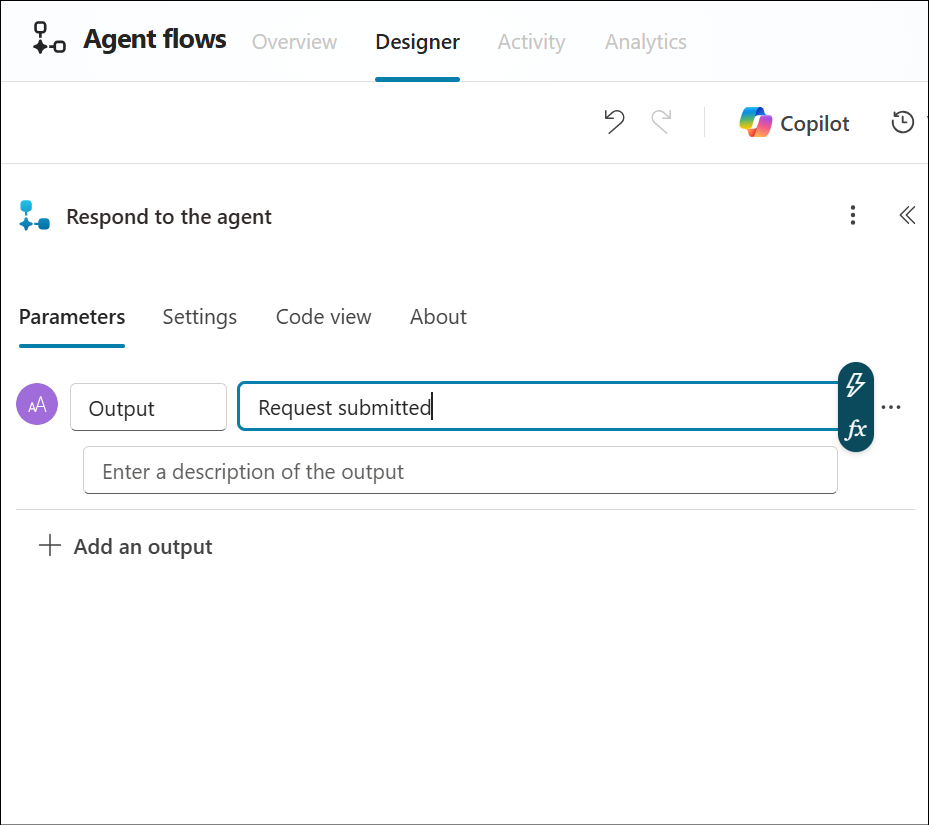 Agent flows Overview Designer Activity Analytics
Copilot
Respond to the agent
Parameters Settings Code view About
AA Output Request submitted fx
Enter a description of the output
Add an output